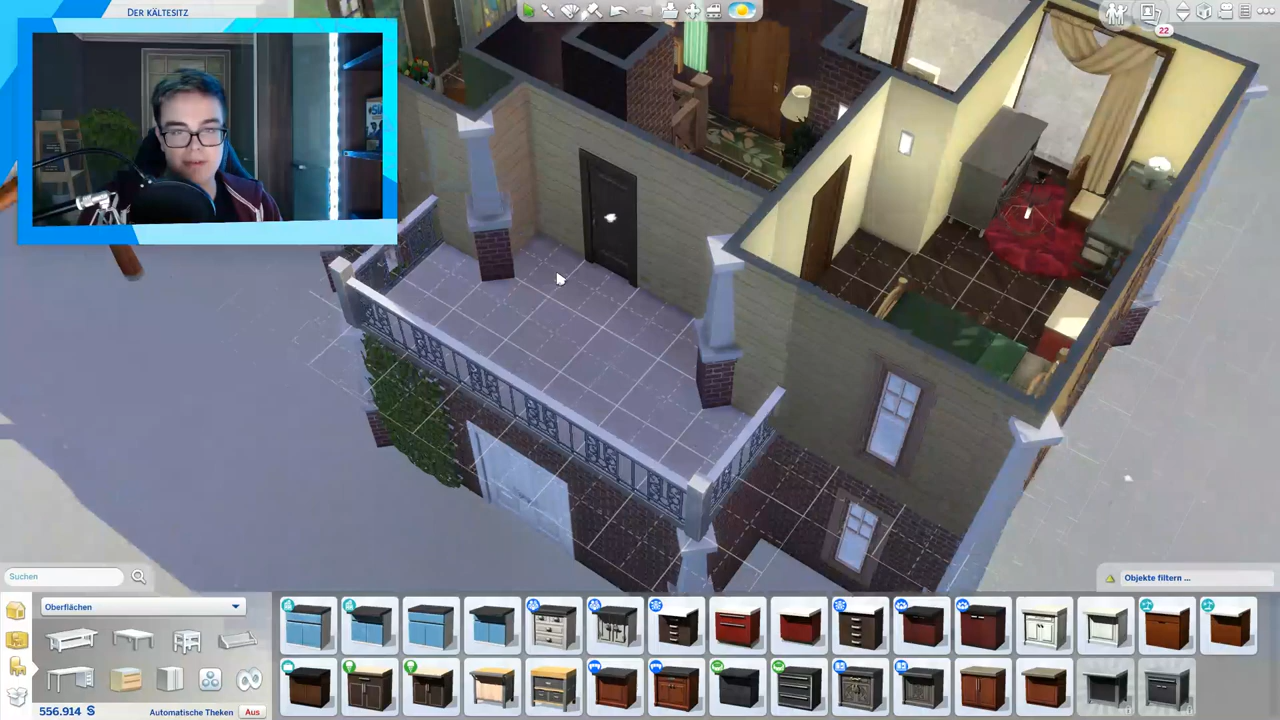 Der Kältesitz
22
Suchen
Objekte filtern ...
Oberflächen
556.914 $
Automatische Theken
Aus